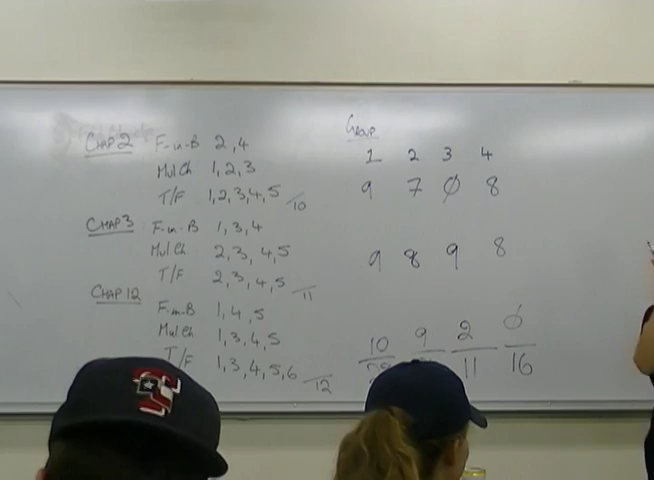 GROUP
CHAP 2 F-in-B 2,4
1 2 3 4
Mul Ch 1,2,3
T/F 1,2,3,4,5 /10
9 7 0 8
CHAP 3 F-in-B 1,3,4
Mul Ch 2,3,4,5
9 8 9 8
T/F 2,3,4,5 /11
CHAP 12
F-in-B 1,4,5
Mul Ch 1,3,4,5
10 9 2 0
T/F 1,3,4,5,6 /12
11 16